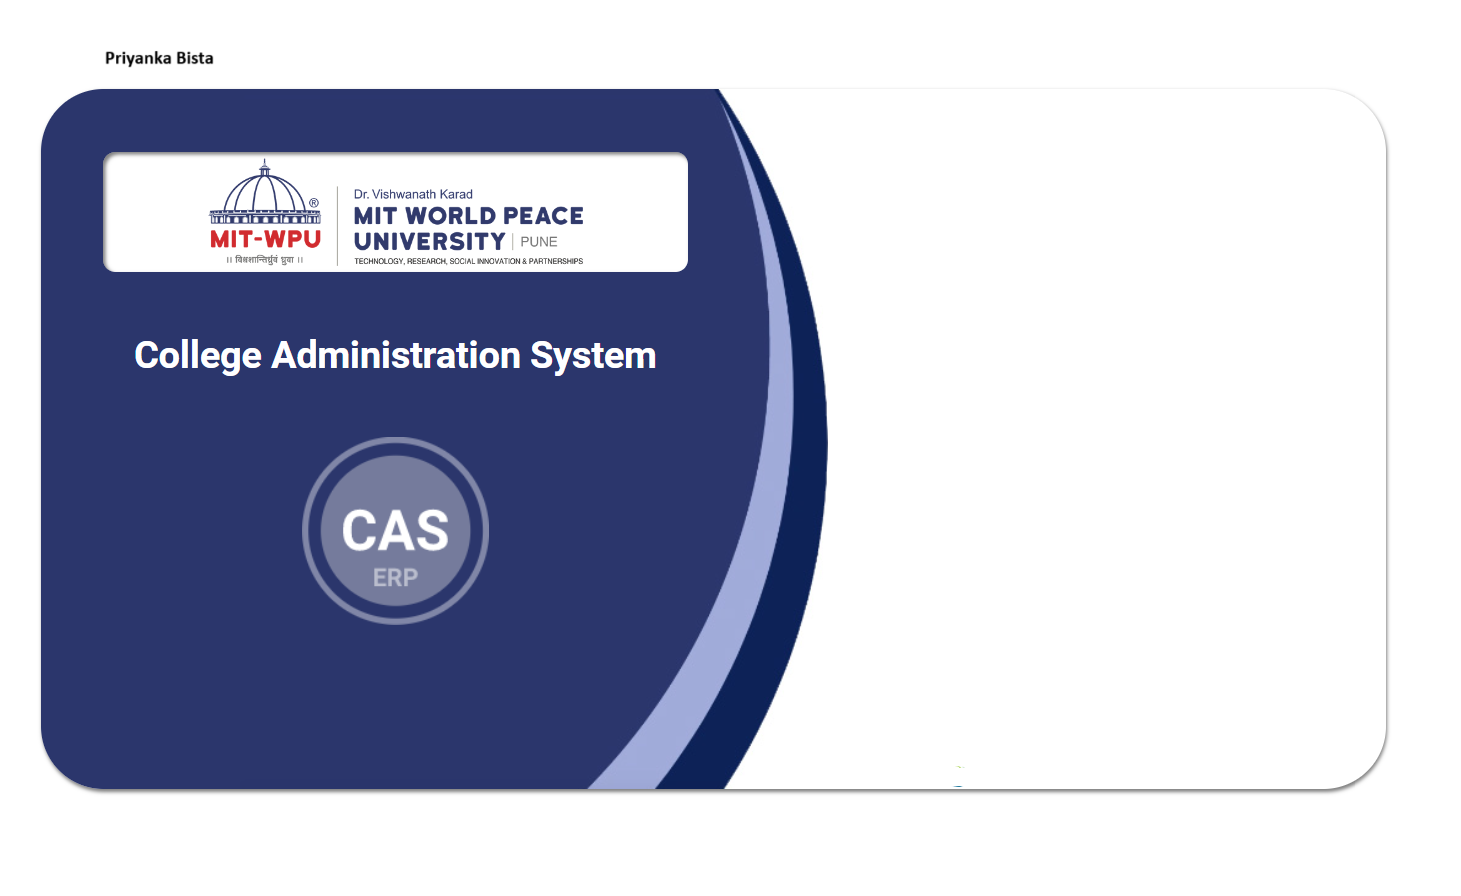 Priyanka Bista
Dr. Vishwanath Karad
MIT WORLD PEACE
UNIVERSITY | PUNE
TECHNOLOGY, RESEARCH, SOCIAL INNOVATION & PARTNERSHIPS
®
MIT-WPU
॥ विश्वशान्तिर्ध्रुवं ध्रुवा ॥
College Administration System
CAS
ERP